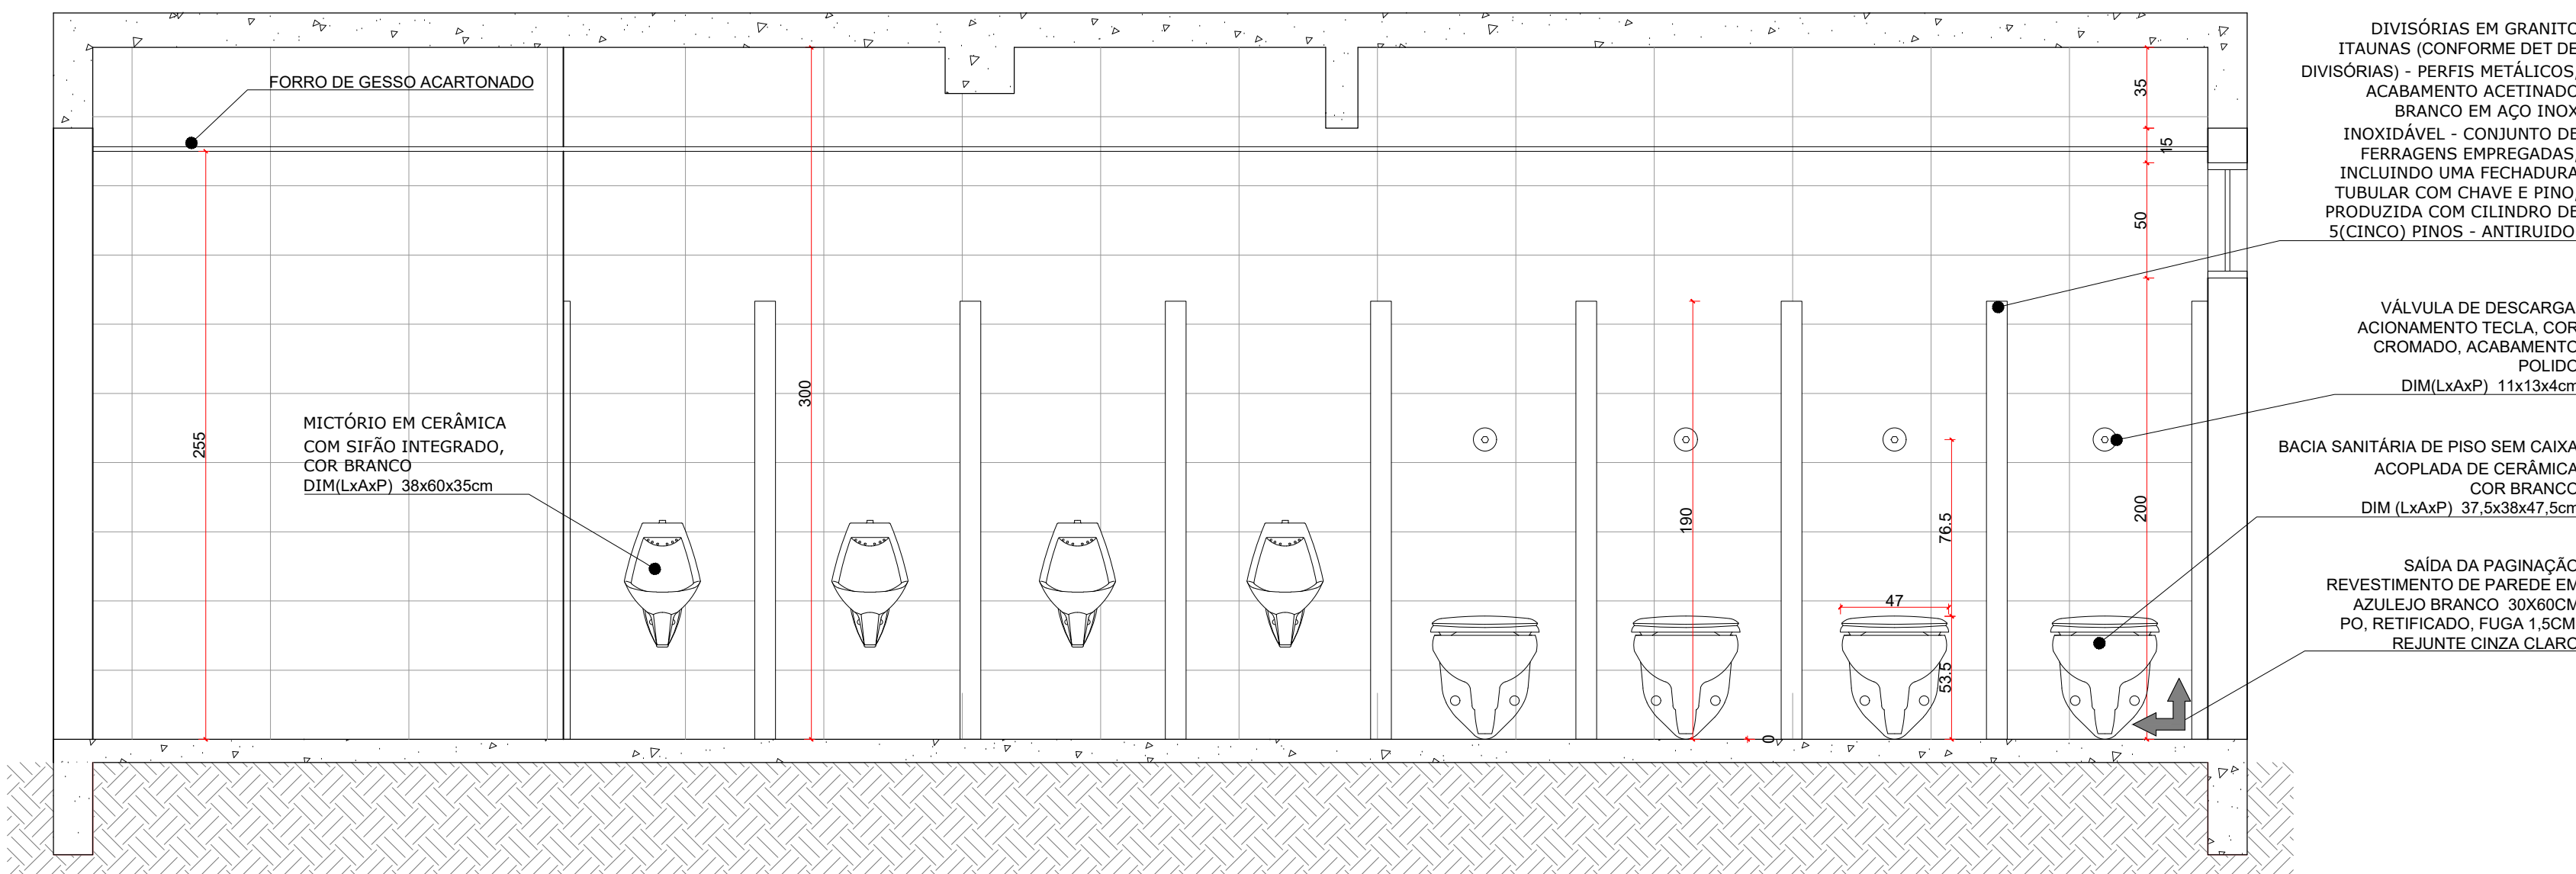 FORRO DE GESSO ACARTONADO
255
MICTÓRIO EM CERÂMICA
COM SIFÃO INTEGRADO,
COR BRANCO
DIM(LxAxP) 38x60x35cm
300
190
47
76.5
53.5
0
35
15
50
200
DIVISÓRIAS EM GRANITO
ITAUNAS (CONFORME DET DE
DIVISÓRIAS) - PERFIS METÁLICOS,
ACABAMENTO ACETINADO
BRANCO EM AÇO INOX
INOXIDÁVEL - CONJUNTO DE
FERRAGENS EMPREGADAS,
INCLUINDO UMA FECHADURA
TUBULAR COM CHAVE E PINO,
PRODUZIDA COM CILINDRO DE
5(CINCO) PINOS - ANTIRUIDO
VÁLVULA DE DESCARGA,
ACIONAMENTO TECLA, COR
CROMADO, ACABAMENTO
POLIDO
DIM(LxAxP) 11x13x4cm
BACIA SANITÁRIA DE PISO SEM CAIXA
ACOPLADA DE CERÂMICA
COR BRANCO
DIM (LxAxP) 37,5x38x47,5cm
SAÍDA DA PAGINAÇÃO
REVESTIMENTO DE PAREDE EM
AZULEJO BRANCO 30X60CM
PO, RETIFICADO, FUGA 1,5CM,
REJUNTE CINZA CLARO